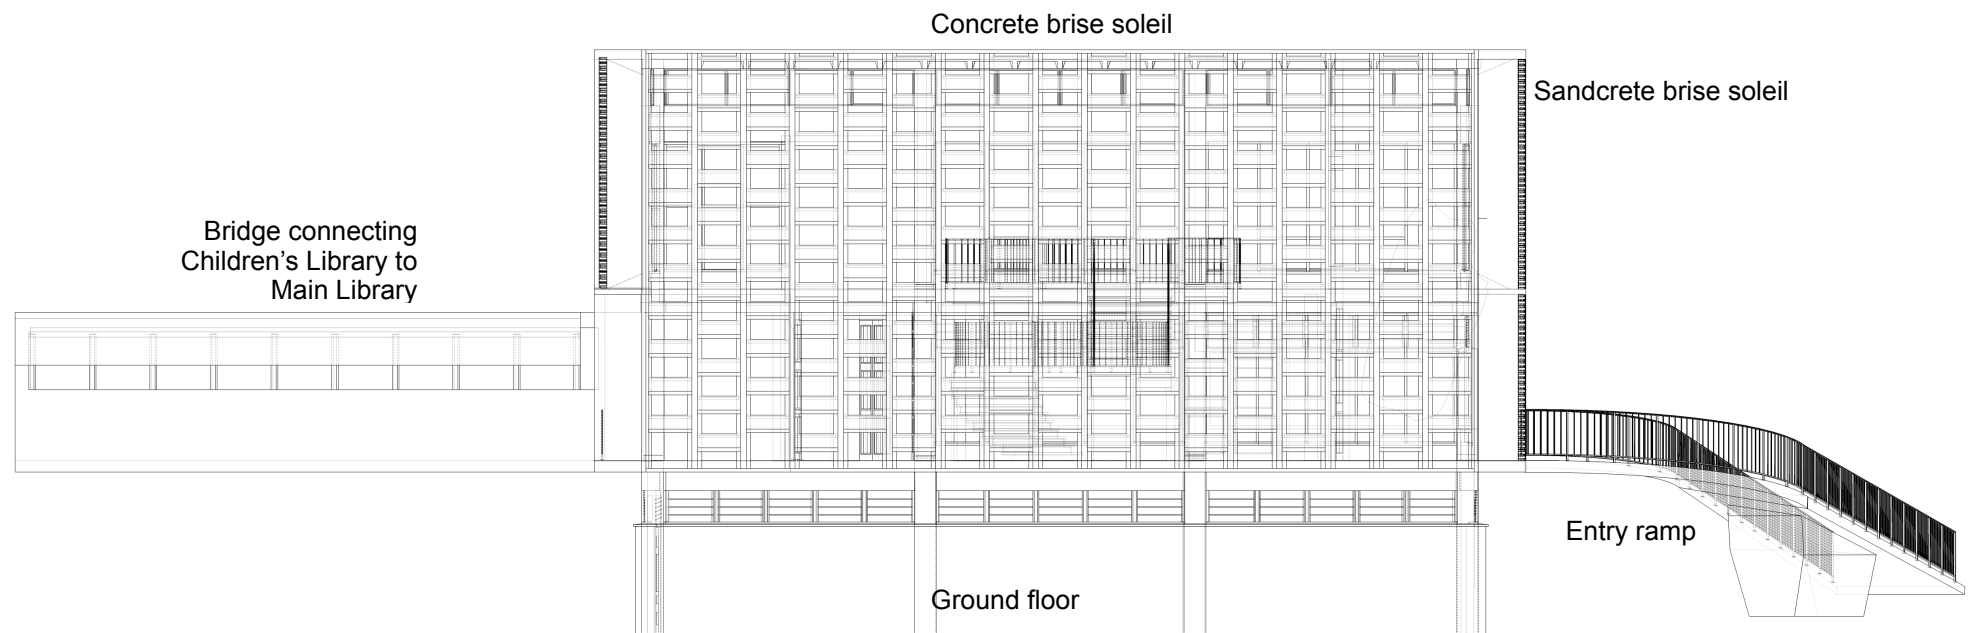 Concrete brise soleil
Sandcrete brise soleil
Bridge connecting
Children’s Library to
Main Library
Entry ramp
Ground floor